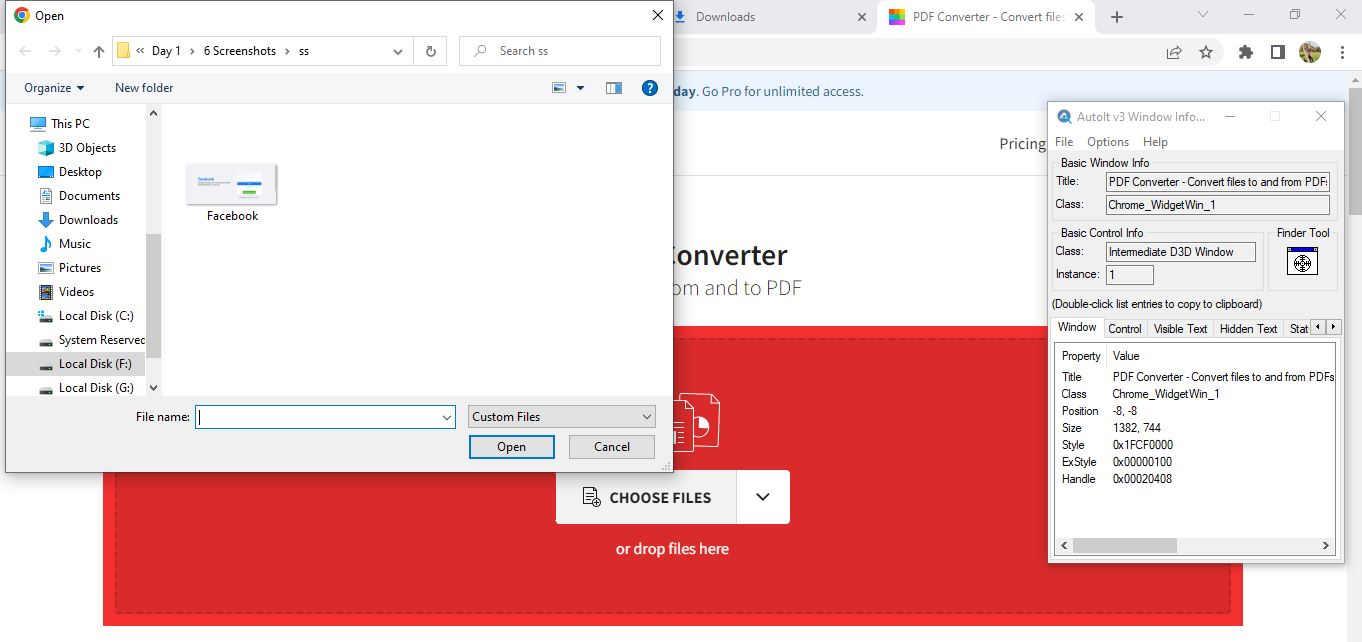 Open
Downloads
PDF Converter - Convert files
« Day 1 › 6 Screenshots › ss
Search ss
Organize
New folder
day. Go Pro for unlimited access.
This PC
3D Objects
Desktop
Documents
Downloads
Music
Pictures
Videos
Local Disk (C:)
System Reserved
Local Disk (F:)
Local Disk (G:)
Facebook
File name:
Custom Files
Open
Cancel
Pricing
Converter
om and to PDF
CHOOSE FILES
or drop files here
AutoIt v3 Window Info...
File Options Help
Basic Window Info
Title: PDF Converter - Convert files to and from PDFs
Class: Chrome_WidgetWin_1
Basic Control Info
Finder Tool
Class: Intermediate D3D Window
Instance: 1
(Double-click list entries to copy to clipboard)
Window Control Visible Text Hidden Text Stat
Property Value
Title PDF Converter - Convert files to and from PDFs
Class Chrome_WidgetWin_1
Position -8, -8
Size 1382, 744
Style 0x1FCF0000
ExStyle 0x00000100
Handle 0x00020408